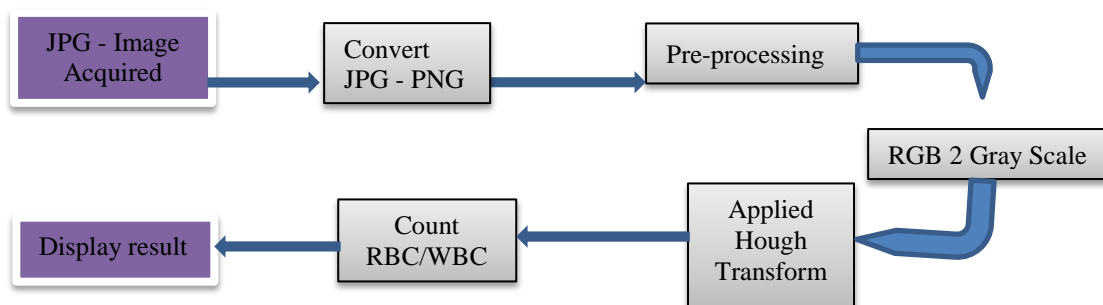 JPG - Image
Acquired
Convert
JPG - PNG
Pre-processing
RGB 2 Gray Scale
Applied
Hough
Transform
Count
RBC/WBC
Display result